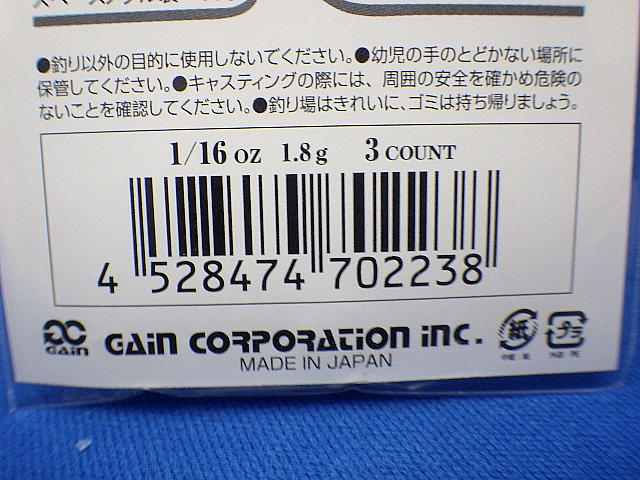 ●釣り以外の目的に使用しないでください。●幼児の手のとどかない場所に
保管してください。●キャスティングの際には、周囲の安全を確かめ危険の
ないことを確認してください。●釣り場はきれいに、ゴミは持ち帰りましょう。
1/16 oz 1.8 g 3 COUNT
4 528474 702238
GAIN GAIN CORPORATION INC. 紙 プラ
MADE IN JAPAN